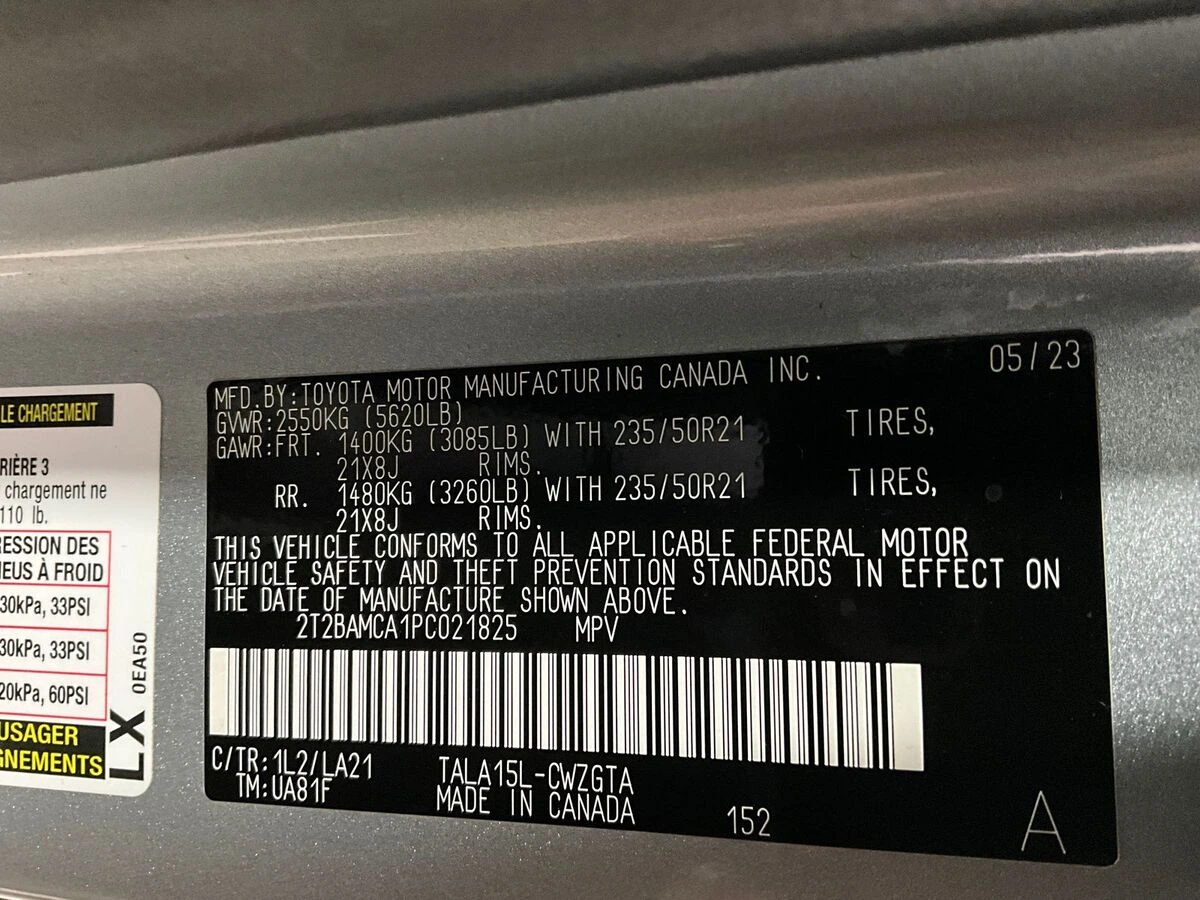 LE CHARGEMENT
RIÈRE 3
chargement ne
110 lb.
RESSION DES
NEUS À FROID
30kPa, 33PSI
30kPa, 33PSI
20kPa, 60PSI
USAGER
GNEMENTS
LX 0EA50
MFD.BY:TOYOTA MOTOR MANUFACTURING CANADA INC. 05/23
GVWR:2550KG (5620LB)
GAWR:FRT. 1400KG (3085LB) WITH 235/50R21 TIRES,
21X8J RIMS.
RR. 1480KG (3260LB) WITH 235/50R21 TIRES,
21X8J RIMS.
THIS VEHICLE CONFORMS TO ALL APPLICABLE FEDERAL MOTOR
VEHICLE SAFETY AND THEFT PREVENTION STANDARDS IN EFFECT ON
THE DATE OF MANUFACTURE SHOWN ABOVE.
2T2BAMCA1PC021825 MPV
C/TR:1L2/LA21 TALA15L-CWZGTA
TM:UA81F MADE IN CANADA 152 A